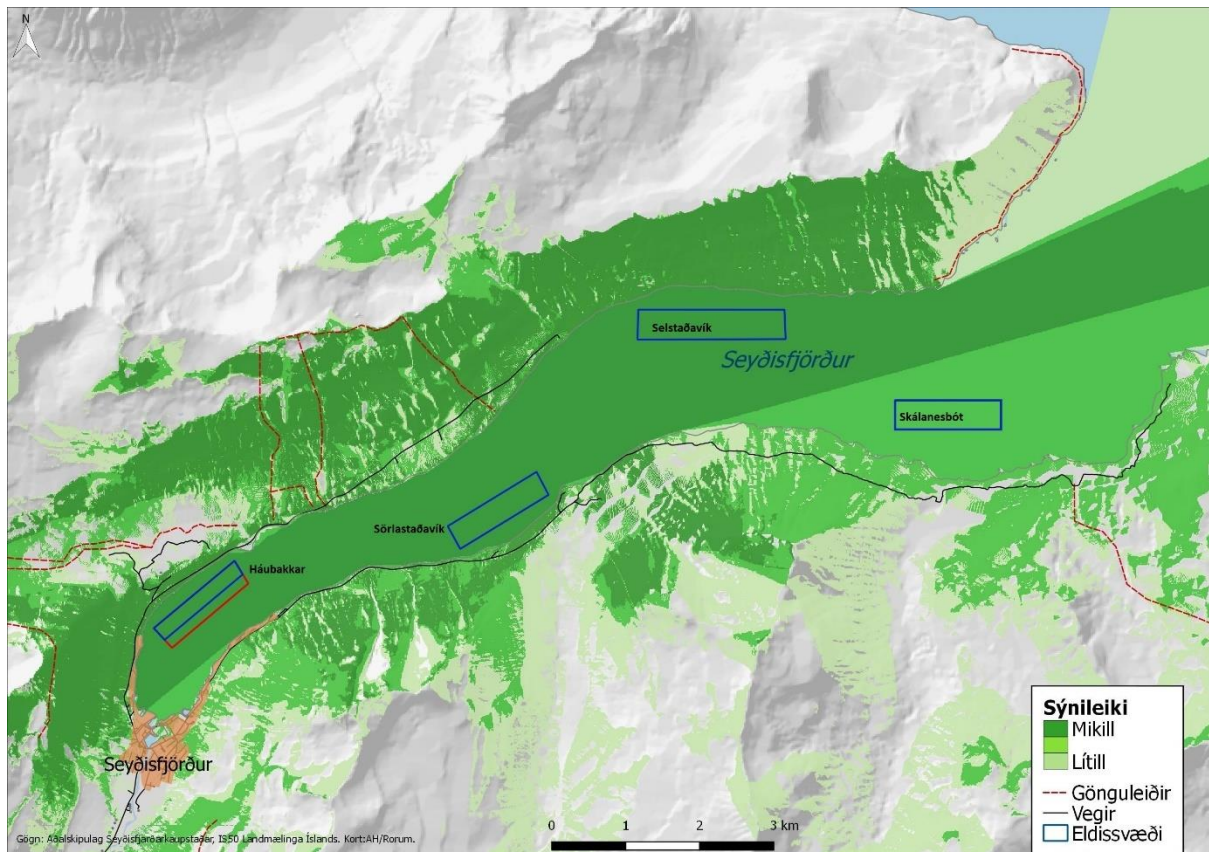 N
Selstaðavík
Seyðisfjörður
Skálanesbót
Sörlastaðavík
Háubakkar
Seyðisfjörður
Sýnileiki
Mikill
Lítill
Gönguleiðir
Vegir
Eldissvæði
0 1 2 3 km
Gögn: Aðalskipulag Seyðisfjarðarkaupstaðar, IS50 Landmælinga Íslands. Kort:AH/Rorum.